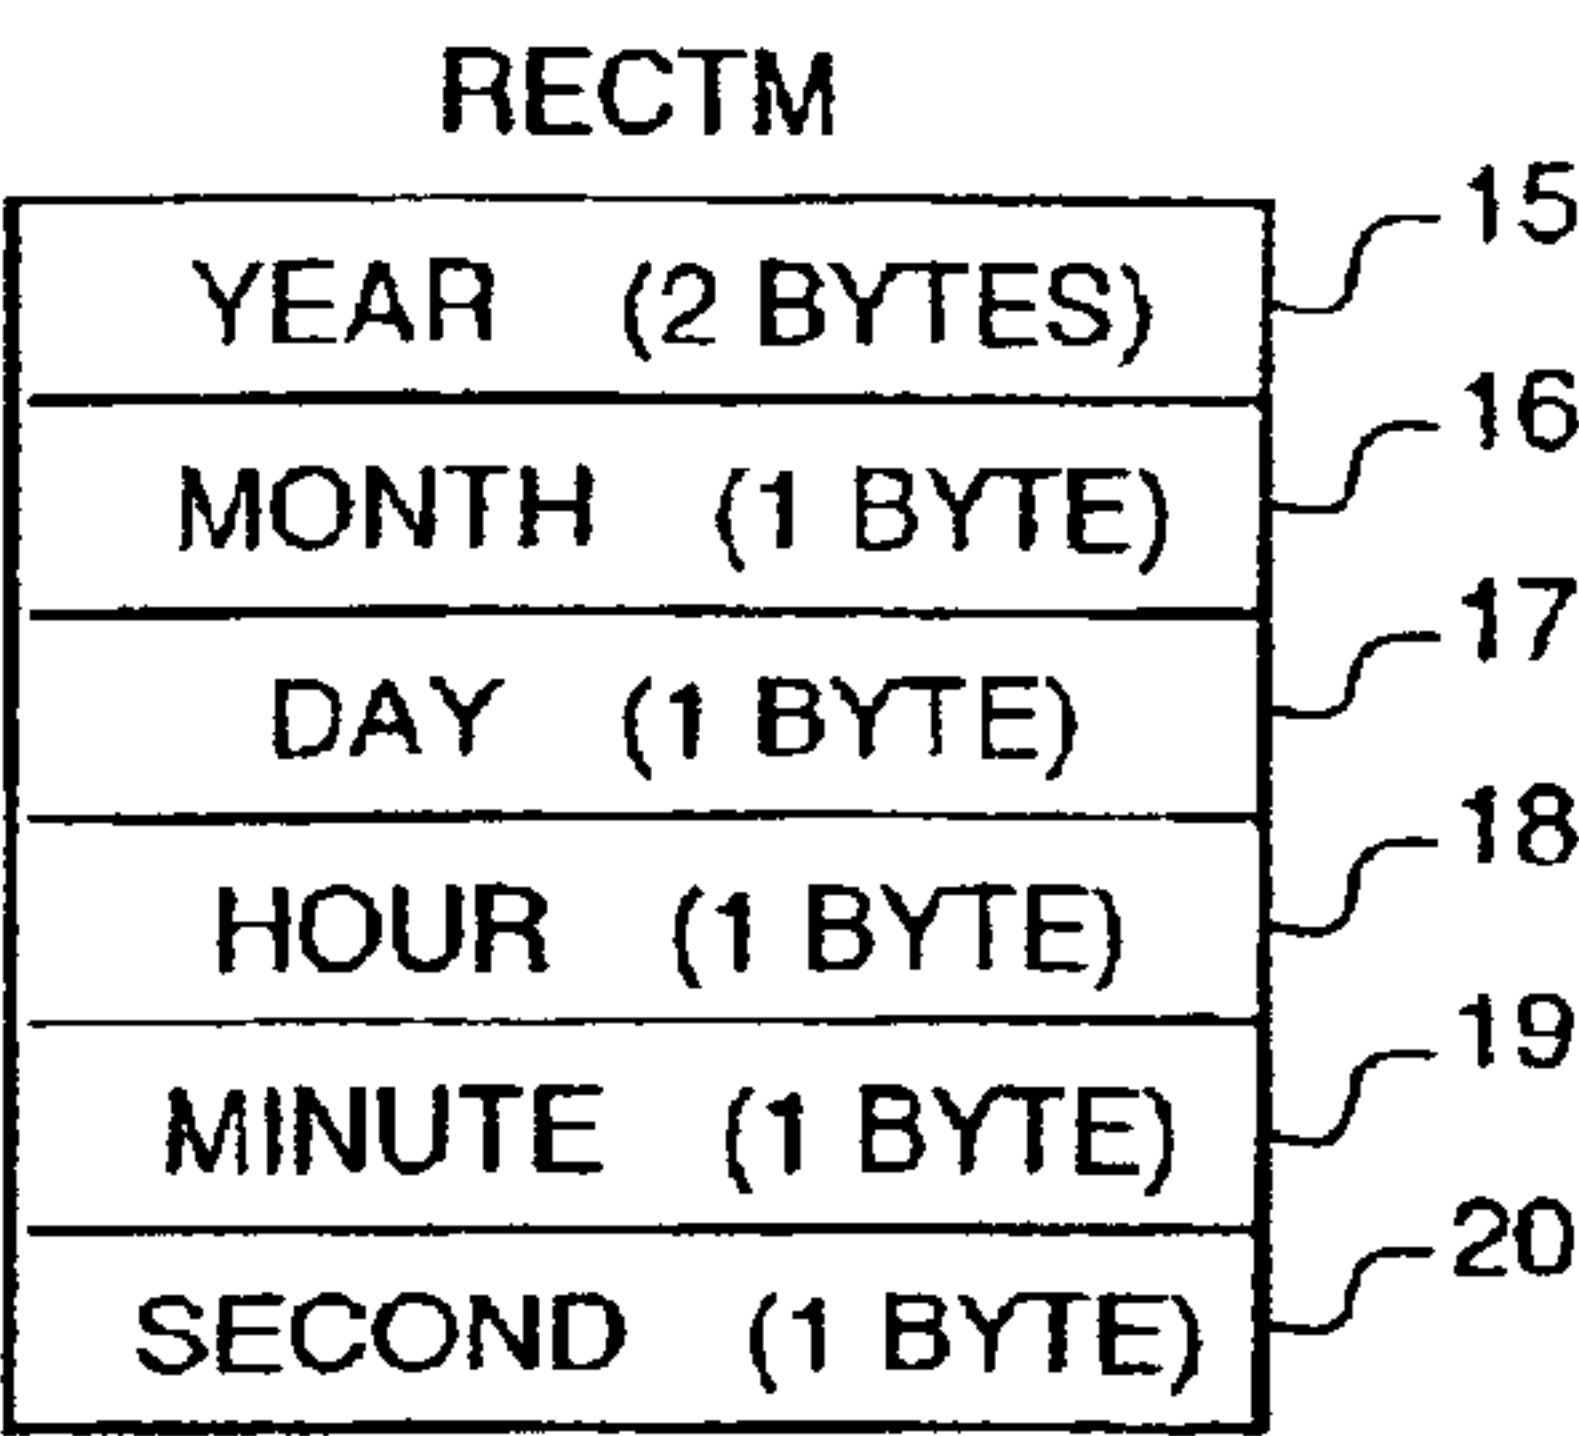 RECTM
YEAR (2 BYTES) 15
MONTH (1 BYTE) 16
DAY (1 BYTE) 17
HOUR (1 BYTE) 18
MINUTE (1 BYTE) 19
SECOND (1 BYTE) 20